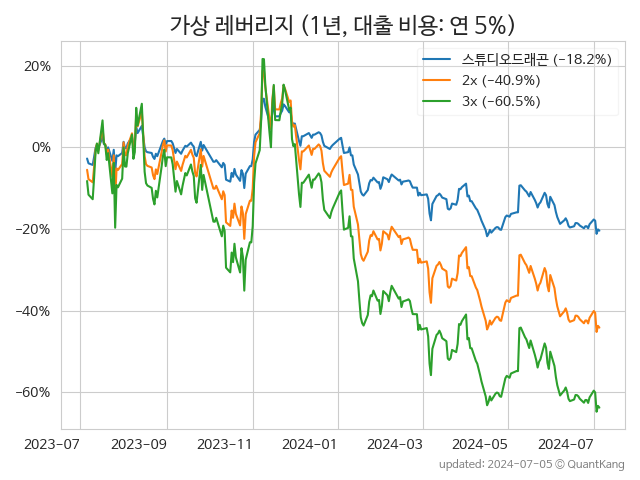 가상 레버리지 (1년, 대출 비용: 연 5%)
스튜디오드래곤 (−18.2%)
2x (−40.9%)
3x (−60.5%)
20%
0%
−20%
−40%
−60%
2023-07 2023-09 2023-11 2024-01 2024-03 2024-05 2024-07
updated: 2024-07-05 © QuantKang